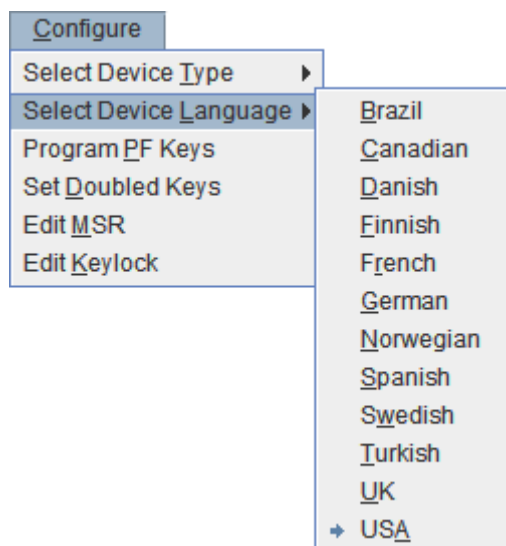 Configure
Select Device Type
Select Device Language
Program PF Keys
Set Doubled Keys
Edit MSR
Edit Keylock
Brazil
Canadian
Danish
Finnish
French
German
Norwegian
Spanish
Swedish
Turkish
UK
USA